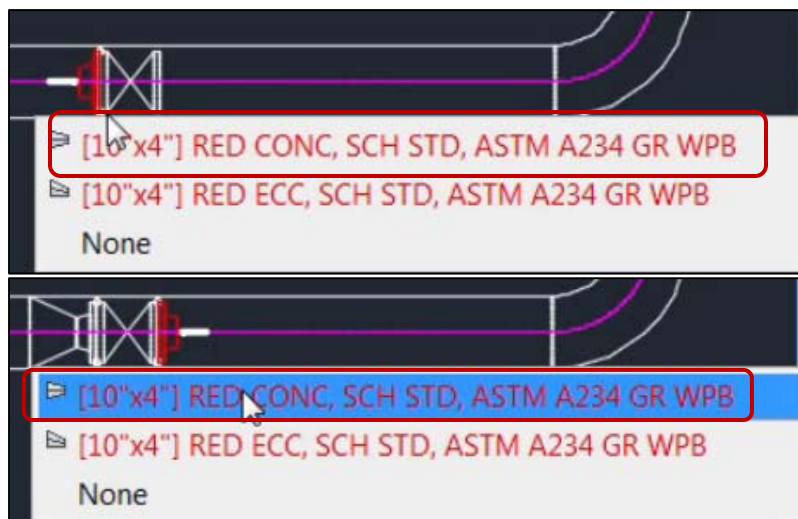 [10"x4"] RED CONC, SCH STD, ASTM A234 GR WPB
[10"x4"] RED ECC, SCH STD, ASTM A234 GR WPB
None
[10"x4"] RED CONC, SCH STD, ASTM A234 GR WPB
[10"x4"] RED ECC, SCH STD, ASTM A234 GR WPB
None